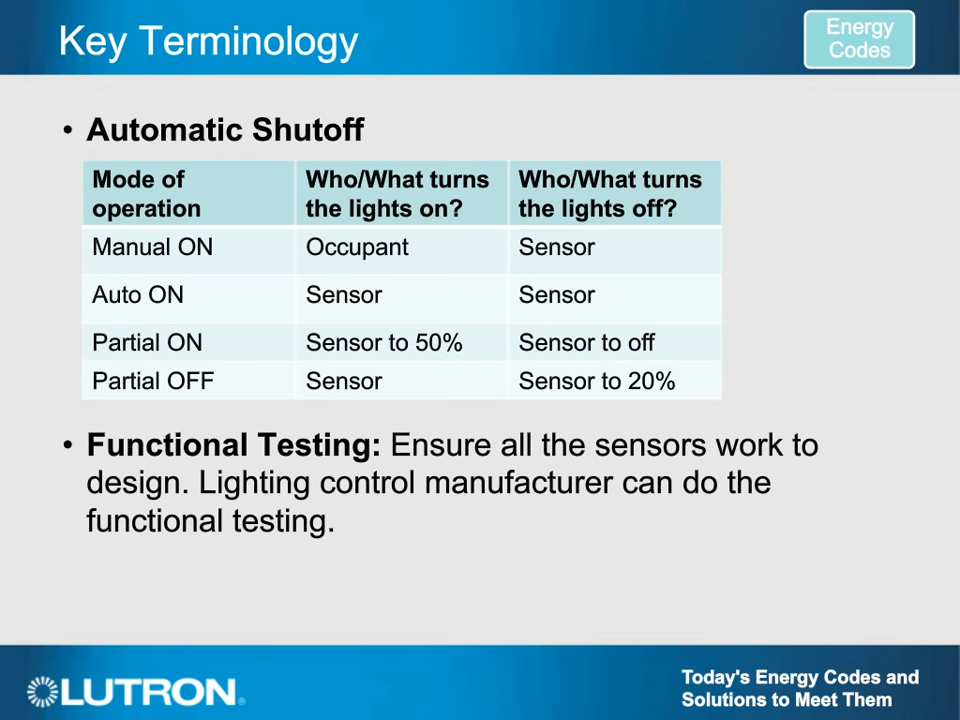 Key Terminology
Energy
Codes
• Automatic Shutoff
Mode of operation
Who/What turns the lights on?
Who/What turns the lights off?
Manual ON Occupant Sensor
Auto ON Sensor Sensor
Partial ON Sensor to 50% Sensor to off
Partial OFF Sensor Sensor to 20%
• Functional Testing: Ensure all the sensors work to
design. Lighting control manufacturer can do the
functional testing.
LUTRON®
Today's Energy Codes and
Solutions to Meet Them